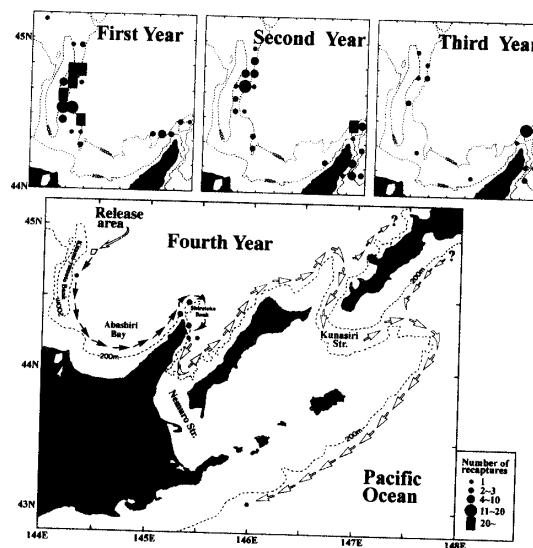 First Year
Second Year
Third Year
44N
45N
Release
area
Fourth Year
?
?
200m
Shiretoko
Bank
Abashiri
Bay
200m
Kunasiri
Str.
44N
Nemuro Str.
200m
Pacific
Ocean
Number of
recaptures
1
2~3
4~10
11~20
20~
43N
144E
145E
146E
147E
148E